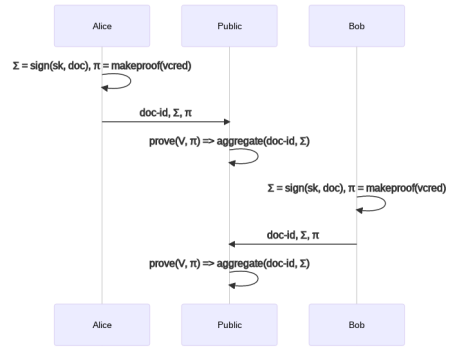 Alice
Public
Bob
Σ = sign(sk, doc), π = makeproof(vcred)
doc-id, Σ, π
prove(V, π) => aggregate(doc-id, Σ)
Σ = sign(sk, doc), π = makeproof(vcred)
doc-id, Σ, π
prove(V, π) => aggregate(doc-id, Σ)
Alice
Public
Bob